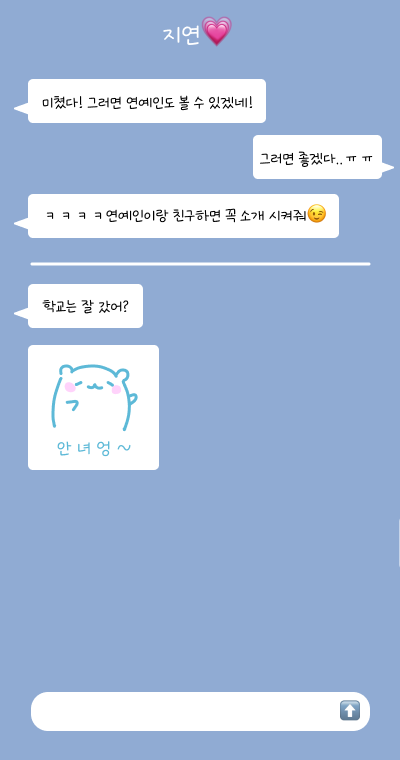 지연💗
미쳤다! 그러면 연예인도 볼 수 있겠네!
그러면 좋겠다.. ㅠ ㅠ
ㅋ ㅋ ㅋ ㅋ 연예인이랑 친구하면 꼭 소개 시켜줘😉
학교는 잘 갔어?
안 녀 엉 ~